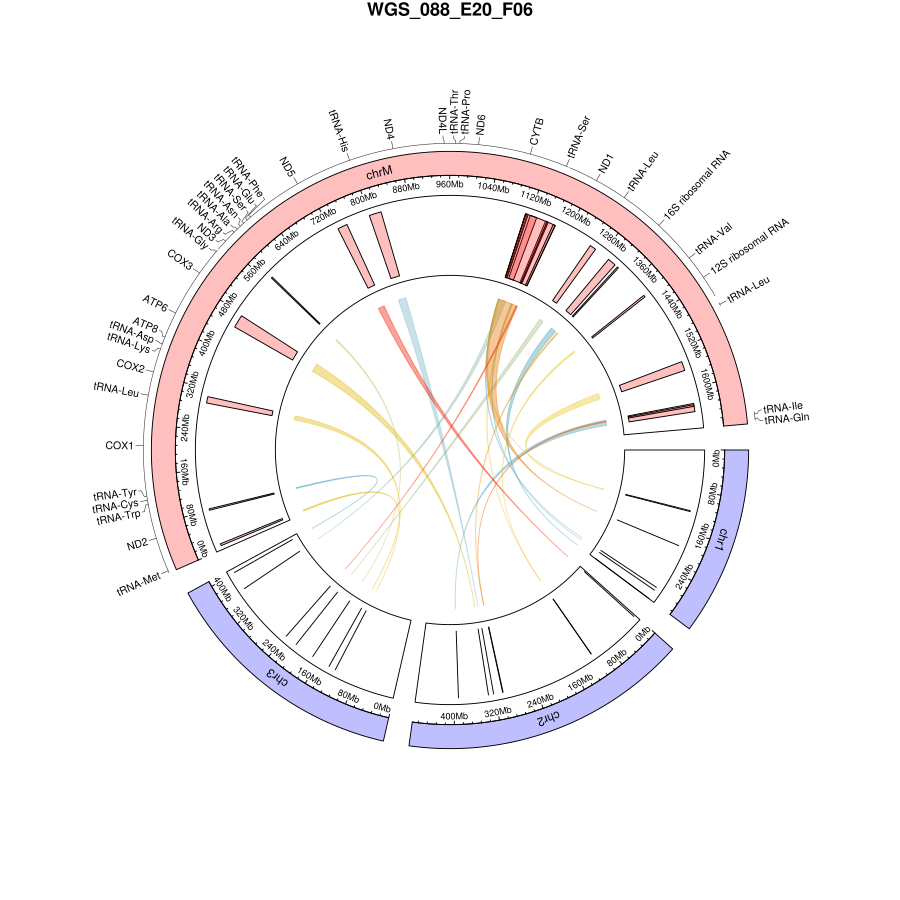 WGS_088_E20_F06
tRNA-Met
ND2
tRNA-Trp
tRNA-Cys
tRNA-Tyr
COX1
tRNA-Leu
COX2
tRNA-Lys
tRNA-Asp
ATP8
ATP6
COX3
tRNA-Gly
ND3
tRNA-Arg
tRNA-Ala
tRNA-Asn
tRNA-Ser
tRNA-Glu
tRNA-Phe
ND5
tRNA-His
ND4
ND4L
tRNA-Thr
tRNA-Pro
ND6
CYTB
tRNA-Ser
ND1
tRNA-Leu
16S ribosomal RNA
tRNA-Val
12S ribosomal RNA
tRNA-Leu
tRNA-Ile
tRNA-Gln
chrM
0Mb
80Mb
160Mb
240Mb
320Mb
400Mb
480Mb
560Mb
640Mb
720Mb
800Mb
880Mb
960Mb
1040Mb
1120Mb
1200Mb
1280Mb
1360Mb
1440Mb
1520Mb
1600Mb
chr1
0Mb
80Mb
160Mb
240Mb
chr2
0Mb
80Mb
160Mb
240Mb
320Mb
400Mb
chr3
0Mb
80Mb
160Mb
240Mb
320Mb
400Mb